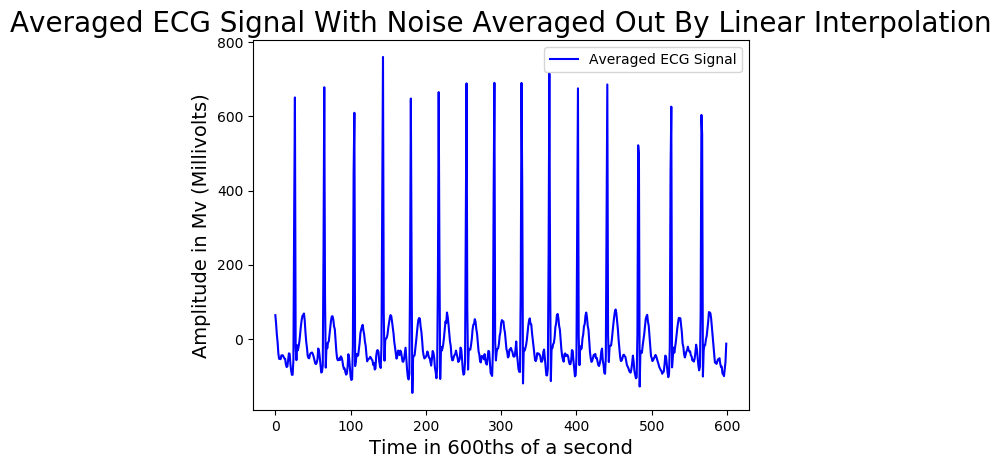 Averaged ECG Signal With Noise Averaged Out By Linear Interpolation
Averaged ECG Signal
800
600
400
200
0
Amplitude in Mv (Millivolts)
0 100 200 300 400 500 600
Time in 600ths of a second